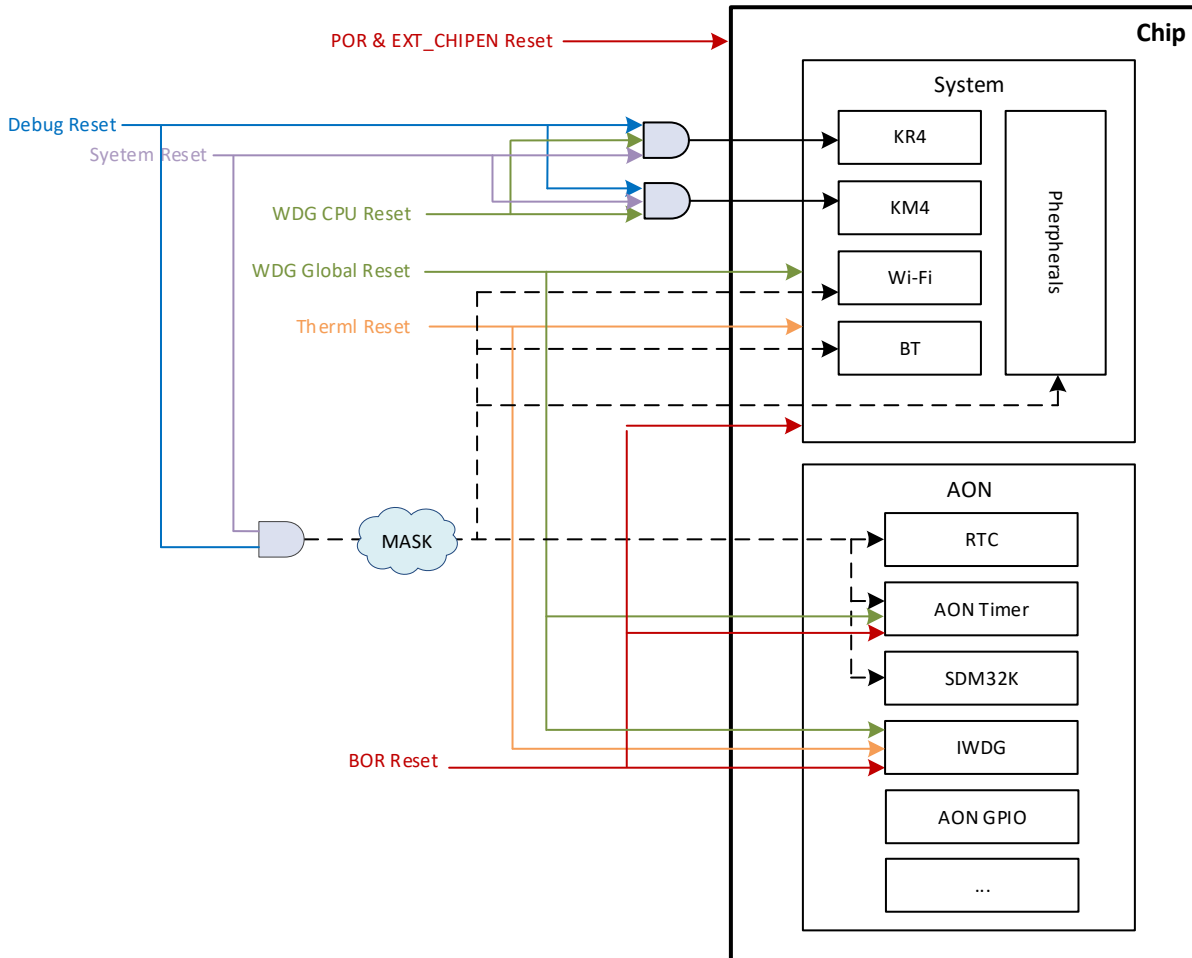 Chip
POR & EXT_CHIPEN Reset
System
Debug Reset
Syetem Reset
WDG CPU Reset
WDG Global Reset
Therml Reset
KR4
KM4
Wi-Fi
BT
Pherpherals
AON
MASK
RTC
AON Timer
SDM32K
BOR Reset
IWDG
AON GPIO
...